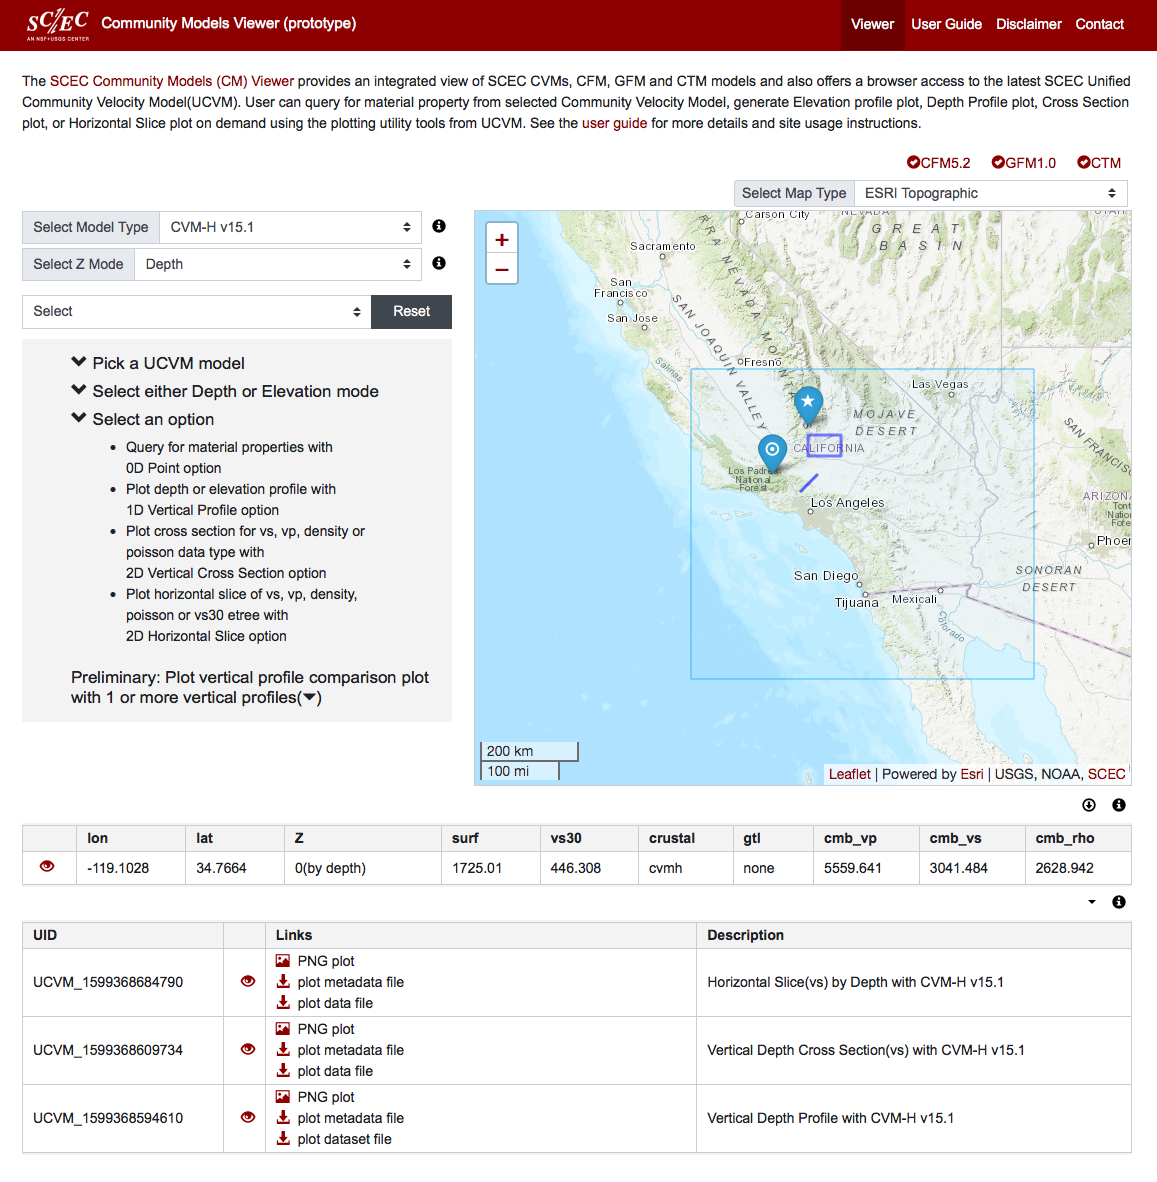 SC/EC
AN NSF+USGS CENTER
Community Models Viewer (prototype)
Viewer
User Guide
Disclaimer
Contact
The SCEC Community Models (CM) Viewer provides an integrated view of SCEC CVMs, CFM, GFM and CTM models and also offers a browser access to the latest SCEC Unified
Community Velocity Model(UCVM). User can query for material property from selected Community Velocity Model, generate Elevation profile plot, Depth Profile plot, Cross Section
plot, or Horizontal Slice plot on demand using the plotting utility tools from UCVM. See the user guide for more details and site usage instructions.
CFM5.2
GFM1.0
CTM
Select Map Type
ESRI Topographic
Select Model Type
CVM-H v15.1
Select Z Mode
Depth
Select
Reset
Pick a UCVM model
Select either Depth or Elevation mode
Select an option
Query for material properties with
0D Point option
Plot depth or elevation profile with
1D Vertical Profile option
Plot cross section for vs, vp, density or
poisson data type with
2D Vertical Cross Section option
Plot horizontal slice of vs, vp, density,
poisson or vs30 etree with
2D Horizontal Slice option
Preliminary: Plot vertical profile comparison plot
with 1 or more vertical profiles()
+
−
Carson City
NEVADA
UTAH
GREAT
BASIN
Sacramento
San
Francisco
San Jose
SAN JOAQUIN VALLEY
Salinas
Fresno
Las Vegas
MOJAVE
DESERT
CALIFORNIA
Los Padres
National
Forest
Los Angeles
SAN FRANCISC
ARIZONA
Tont
Natio
Fore
Phoen
SONORAN
DESERT
San Diego
Tijuana
Mexicali
Colorado
200 km
100 mi
Leaflet | Powered by Esri | USGS, NOAA, SCEC
lon
lat
Z
surf
vs30
crustal
gtl
cmb_vp
cmb_vs
cmb_rho
-119.1028
34.7664
0(by depth)
1725.01
446.308
cvmh
none
5559.641
3041.484
2628.942
UID
Links
Description
UCVM_1599368684790
PNG plot
plot metadata file
plot data file
Horizontal Slice(vs) by Depth with CVM-H v15.1
UCVM_1599368609734
PNG plot
plot metadata file
plot data file
Vertical Depth Cross Section(vs) with CVM-H v15.1
UCVM_1599368594610
PNG plot
plot metadata file
plot dataset file
Vertical Depth Profile with CVM-H v15.1